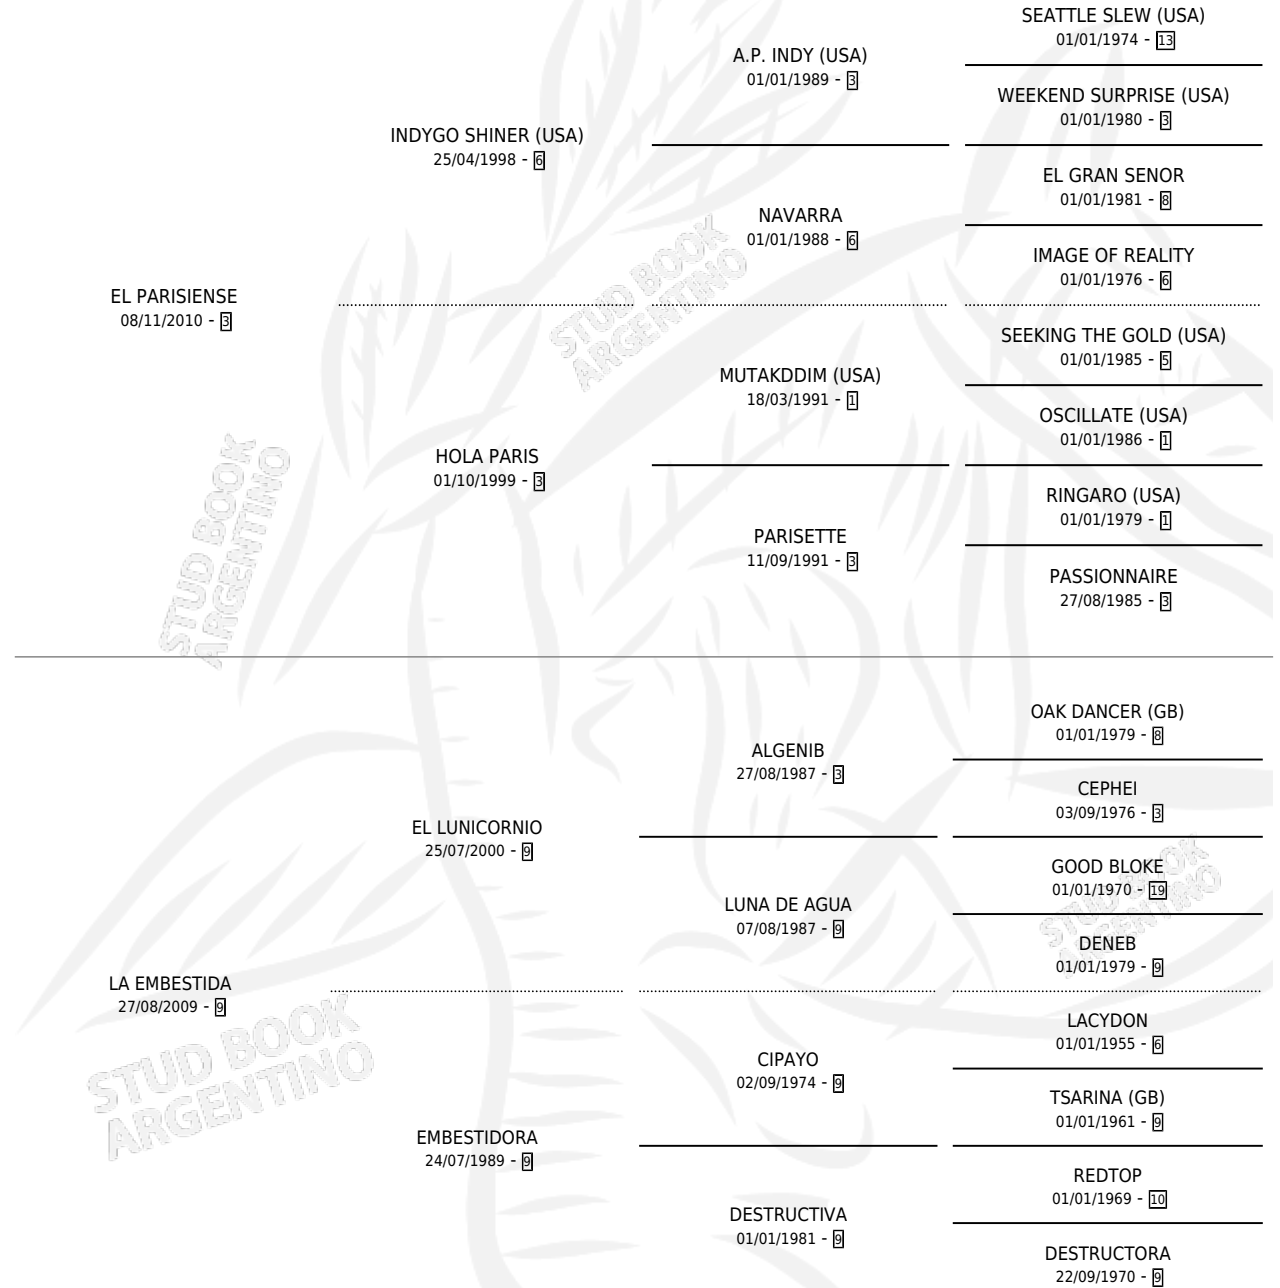 SEATTLE SLEW (USA)
01/01/1974 - 13
A.P. INDY (USA)
01/01/1989 - 3
WEEKEND SURPRISE (USA)
01/01/1980 - 3
INDYGO SHINER (USA)
25/04/1998 - 6
EL GRAN SENOR
01/01/1981 - 8
NAVARRA
01/01/1988 - 6
IMAGE OF REALITY
01/01/1976 - 6
EL PARISIENSE
08/11/2010 - 3
SEEKING THE GOLD (USA)
01/01/1985 - 5
MUTAKDDIM (USA)
18/03/1991 - 1
OSCILLATE (USA)
01/01/1986 - 1
HOLA PARIS
01/10/1999 - 3
RINGARO (USA)
01/01/1979 - 1
PARISETTE
11/09/1991 - 3
PASSIONNAIRE
27/08/1985 - 3
OAK DANCER (GB)
01/01/1979 - 8
ALGENIB
27/08/1987 - 3
CEPHEI
03/09/1976 - 3
EL LUNICORNIO
25/07/2000 - 9
GOOD BLOKE
01/01/1970 - 19
LUNA DE AGUA
07/08/1987 - 9
DENEB
01/01/1979 - 9
LA EMBESTIDA
27/08/2009 - 9
LACYDON
01/01/1955 - 6
CIPAYO
02/09/1974 - 9
TSARINA (GB)
01/01/1961 - 9
EMBESTIDORA
24/07/1989 - 9
REDTOP
01/01/1969 - 10
DESTRUCTIVA
01/01/1981 - 9
DESTRUCTORA
22/09/1970 - 9
STUD BOOK
ARGENTINO
STUD BOOK
ARGENTINO
STUD BOOK
ARGENTINO
STUD BOOK
ARGENTINO